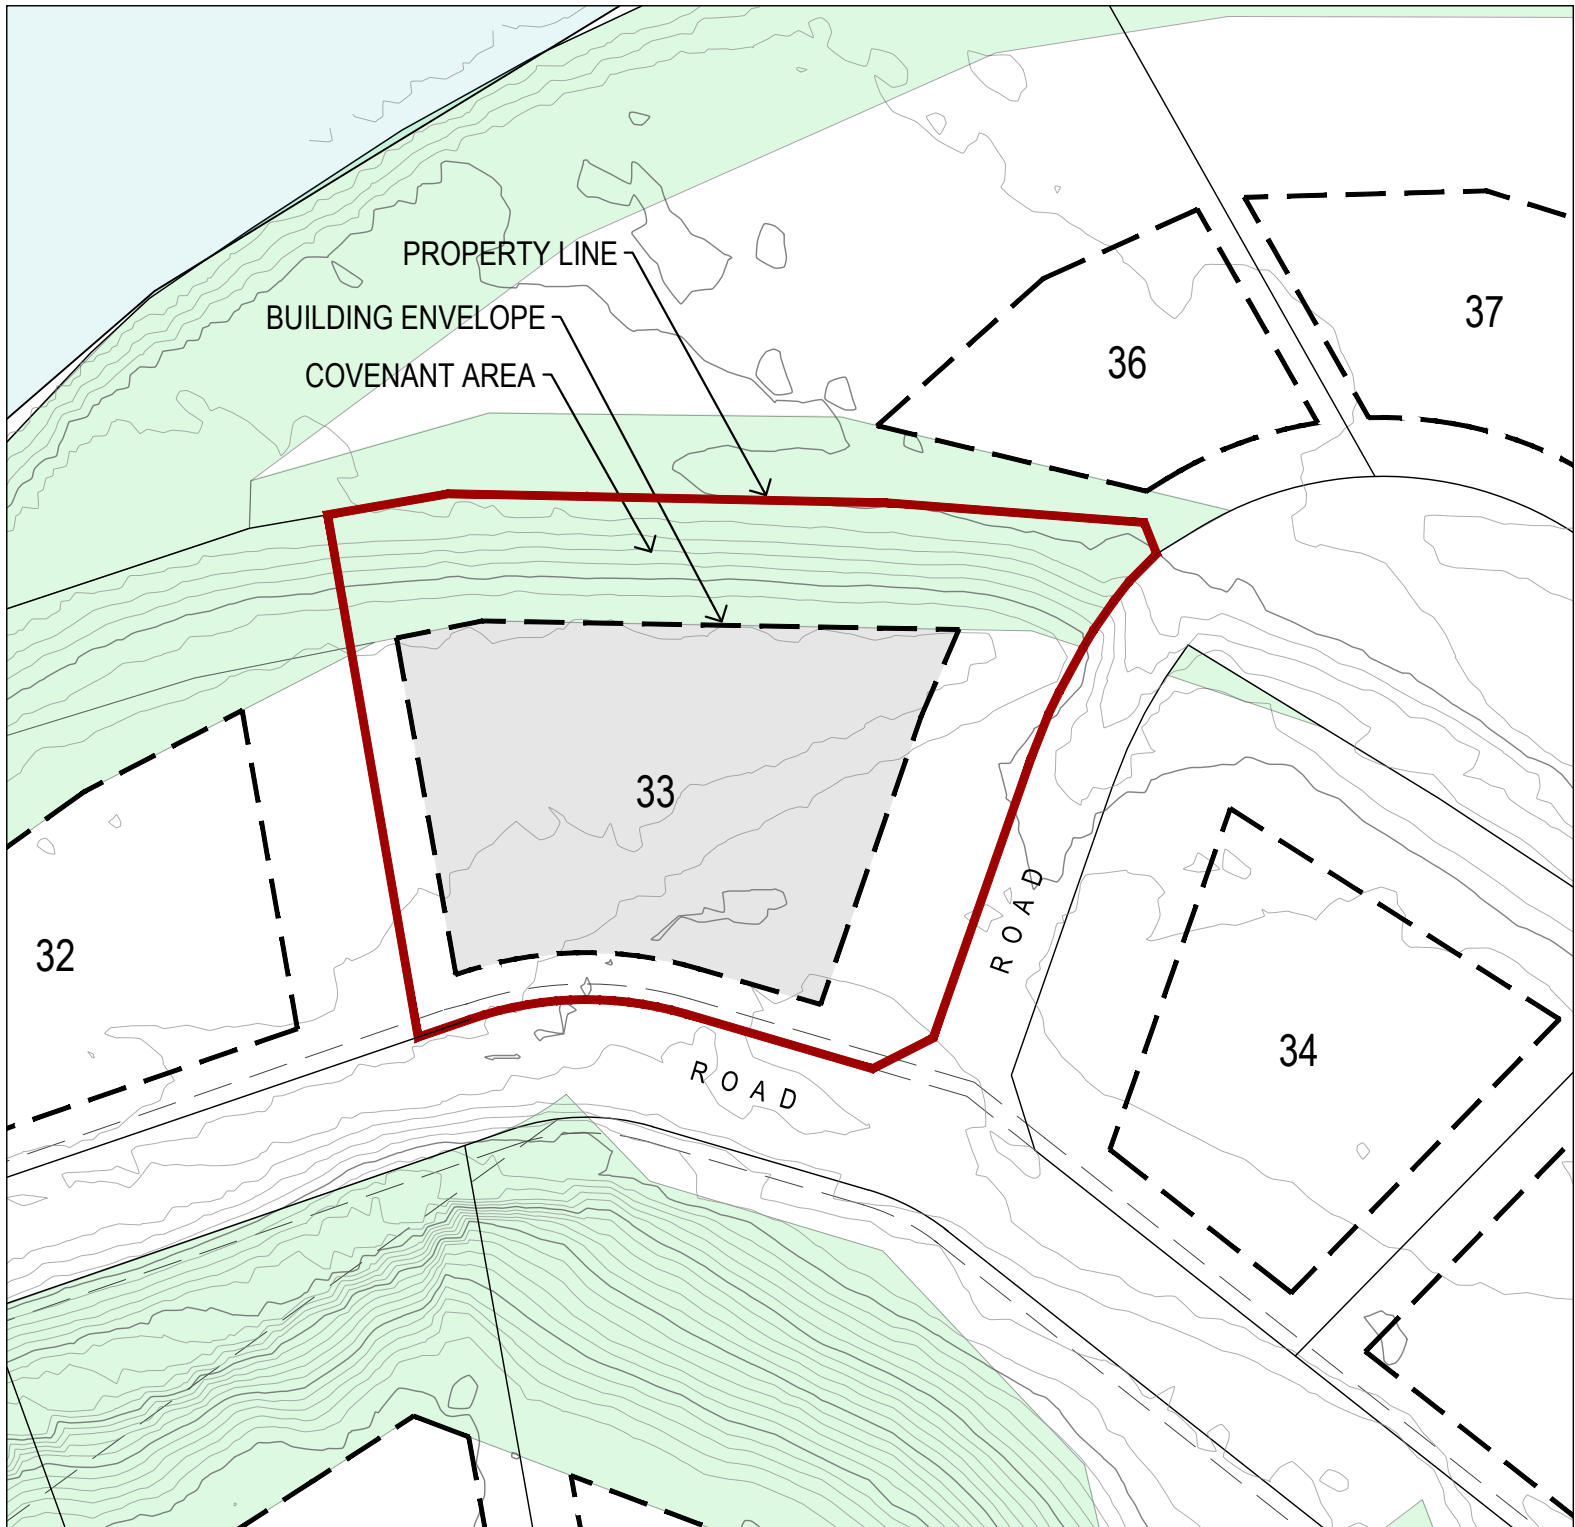 PROPERTY LINE
BUILDING ENVELOPE
COVENANT AREA
37
36
33
32
ROAD
34
ROAD